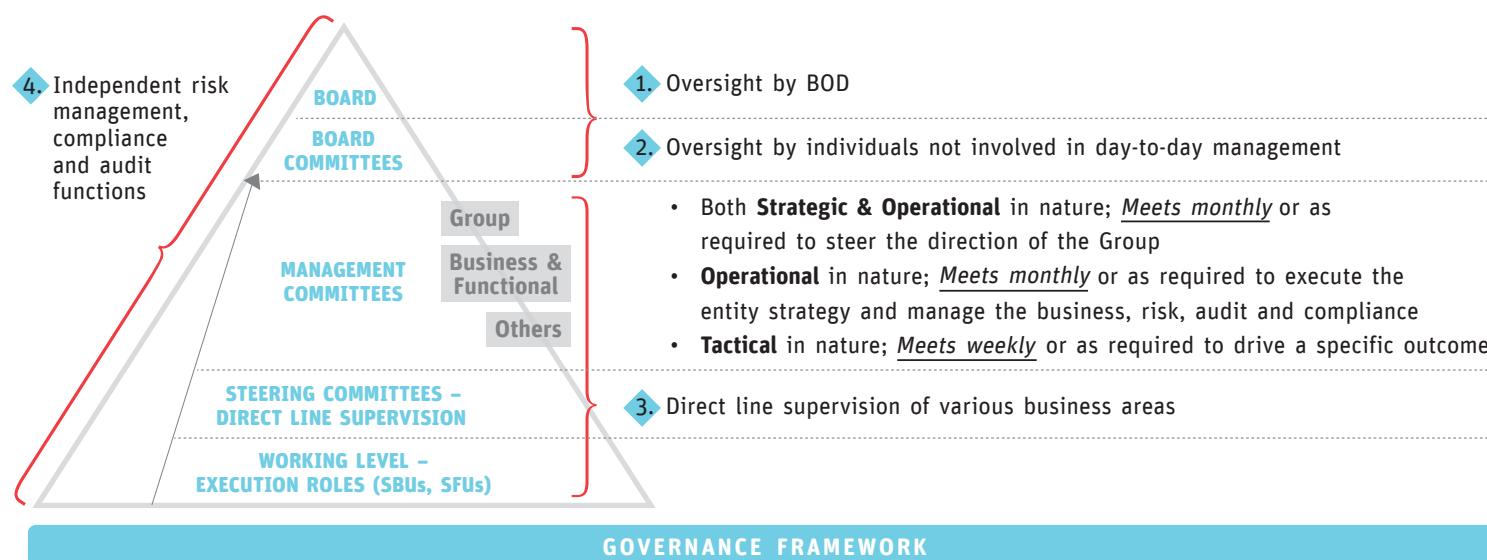 4. Independent risk
management,
compliance
and audit
functions
BOARD
BOARD
COMMITTEES
MANAGEMENT
COMMITTEES
Group
Business &
Functional
Others
STEERING COMMITTEES –
DIRECT LINE SUPERVISION
WORKING LEVEL –
EXECUTION ROLES (SBUs, SFUs)
1. Oversight by BOD
2. Oversight by individuals not involved in day-to-day management
• Both Strategic & Operational in nature; Meets monthly or as
required to steer the direction of the Group
• Operational in nature; Meets monthly or as required to execute the
entity strategy and manage the business, risk, audit and compliance
• Tactical in nature; Meets weekly or as required to drive a specific outcome
3. Direct line supervision of various business areas
GOVERNANCE FRAMEWORK